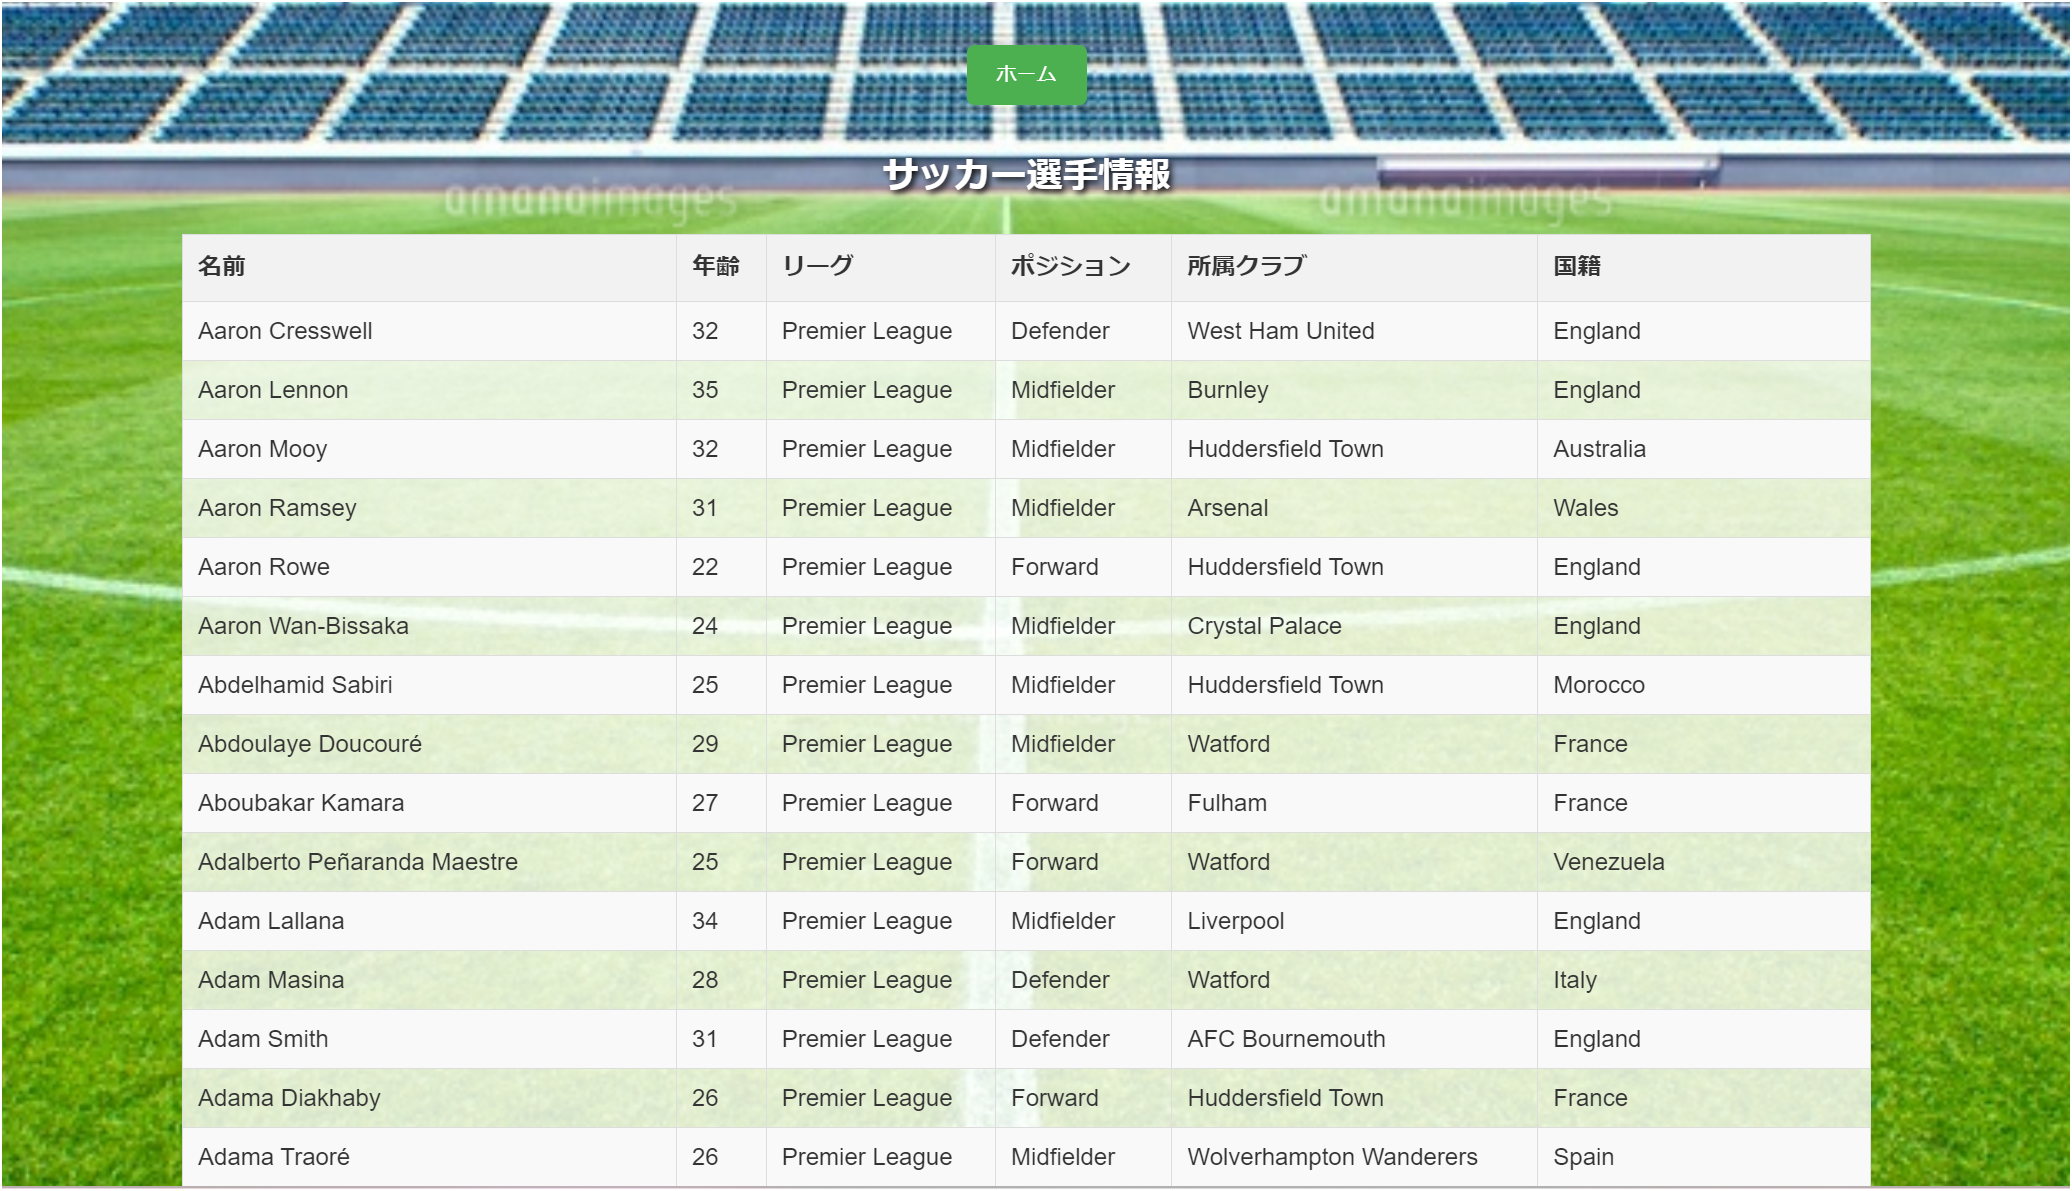 ホーム
サッカー選手情報
amanaimages amanaimages
名前 年齢 リーグ ポジション 所属クラブ 国籍
Aaron Cresswell 32 Premier League Defender West Ham United England
Aaron Lennon 35 Premier League Midfielder Burnley England
Aaron Mooy 32 Premier League Midfielder Huddersfield Town Australia
Aaron Ramsey 31 Premier League Midfielder Arsenal Wales
Aaron Rowe 22 Premier League Forward Huddersfield Town England
Aaron Wan-Bissaka 24 Premier League Midfielder Crystal Palace England
Abdelhamid Sabiri 25 Premier League Midfielder Huddersfield Town Morocco
Abdoulaye Doucouré 29 Premier League Midfielder Watford France
Aboubakar Kamara 27 Premier League Forward Fulham France
Adalberto Peñaranda Maestre 25 Premier League Forward Watford Venezuela
Adam Lallana 34 Premier League Midfielder Liverpool England
Adam Masina 28 Premier League Defender Watford Italy
Adam Smith 31 Premier League Defender AFC Bournemouth England
Adama Diakhaby 26 Premier League Forward Huddersfield Town France
Adama Traoré 26 Premier League Midfielder Wolverhampton Wanderers Spain